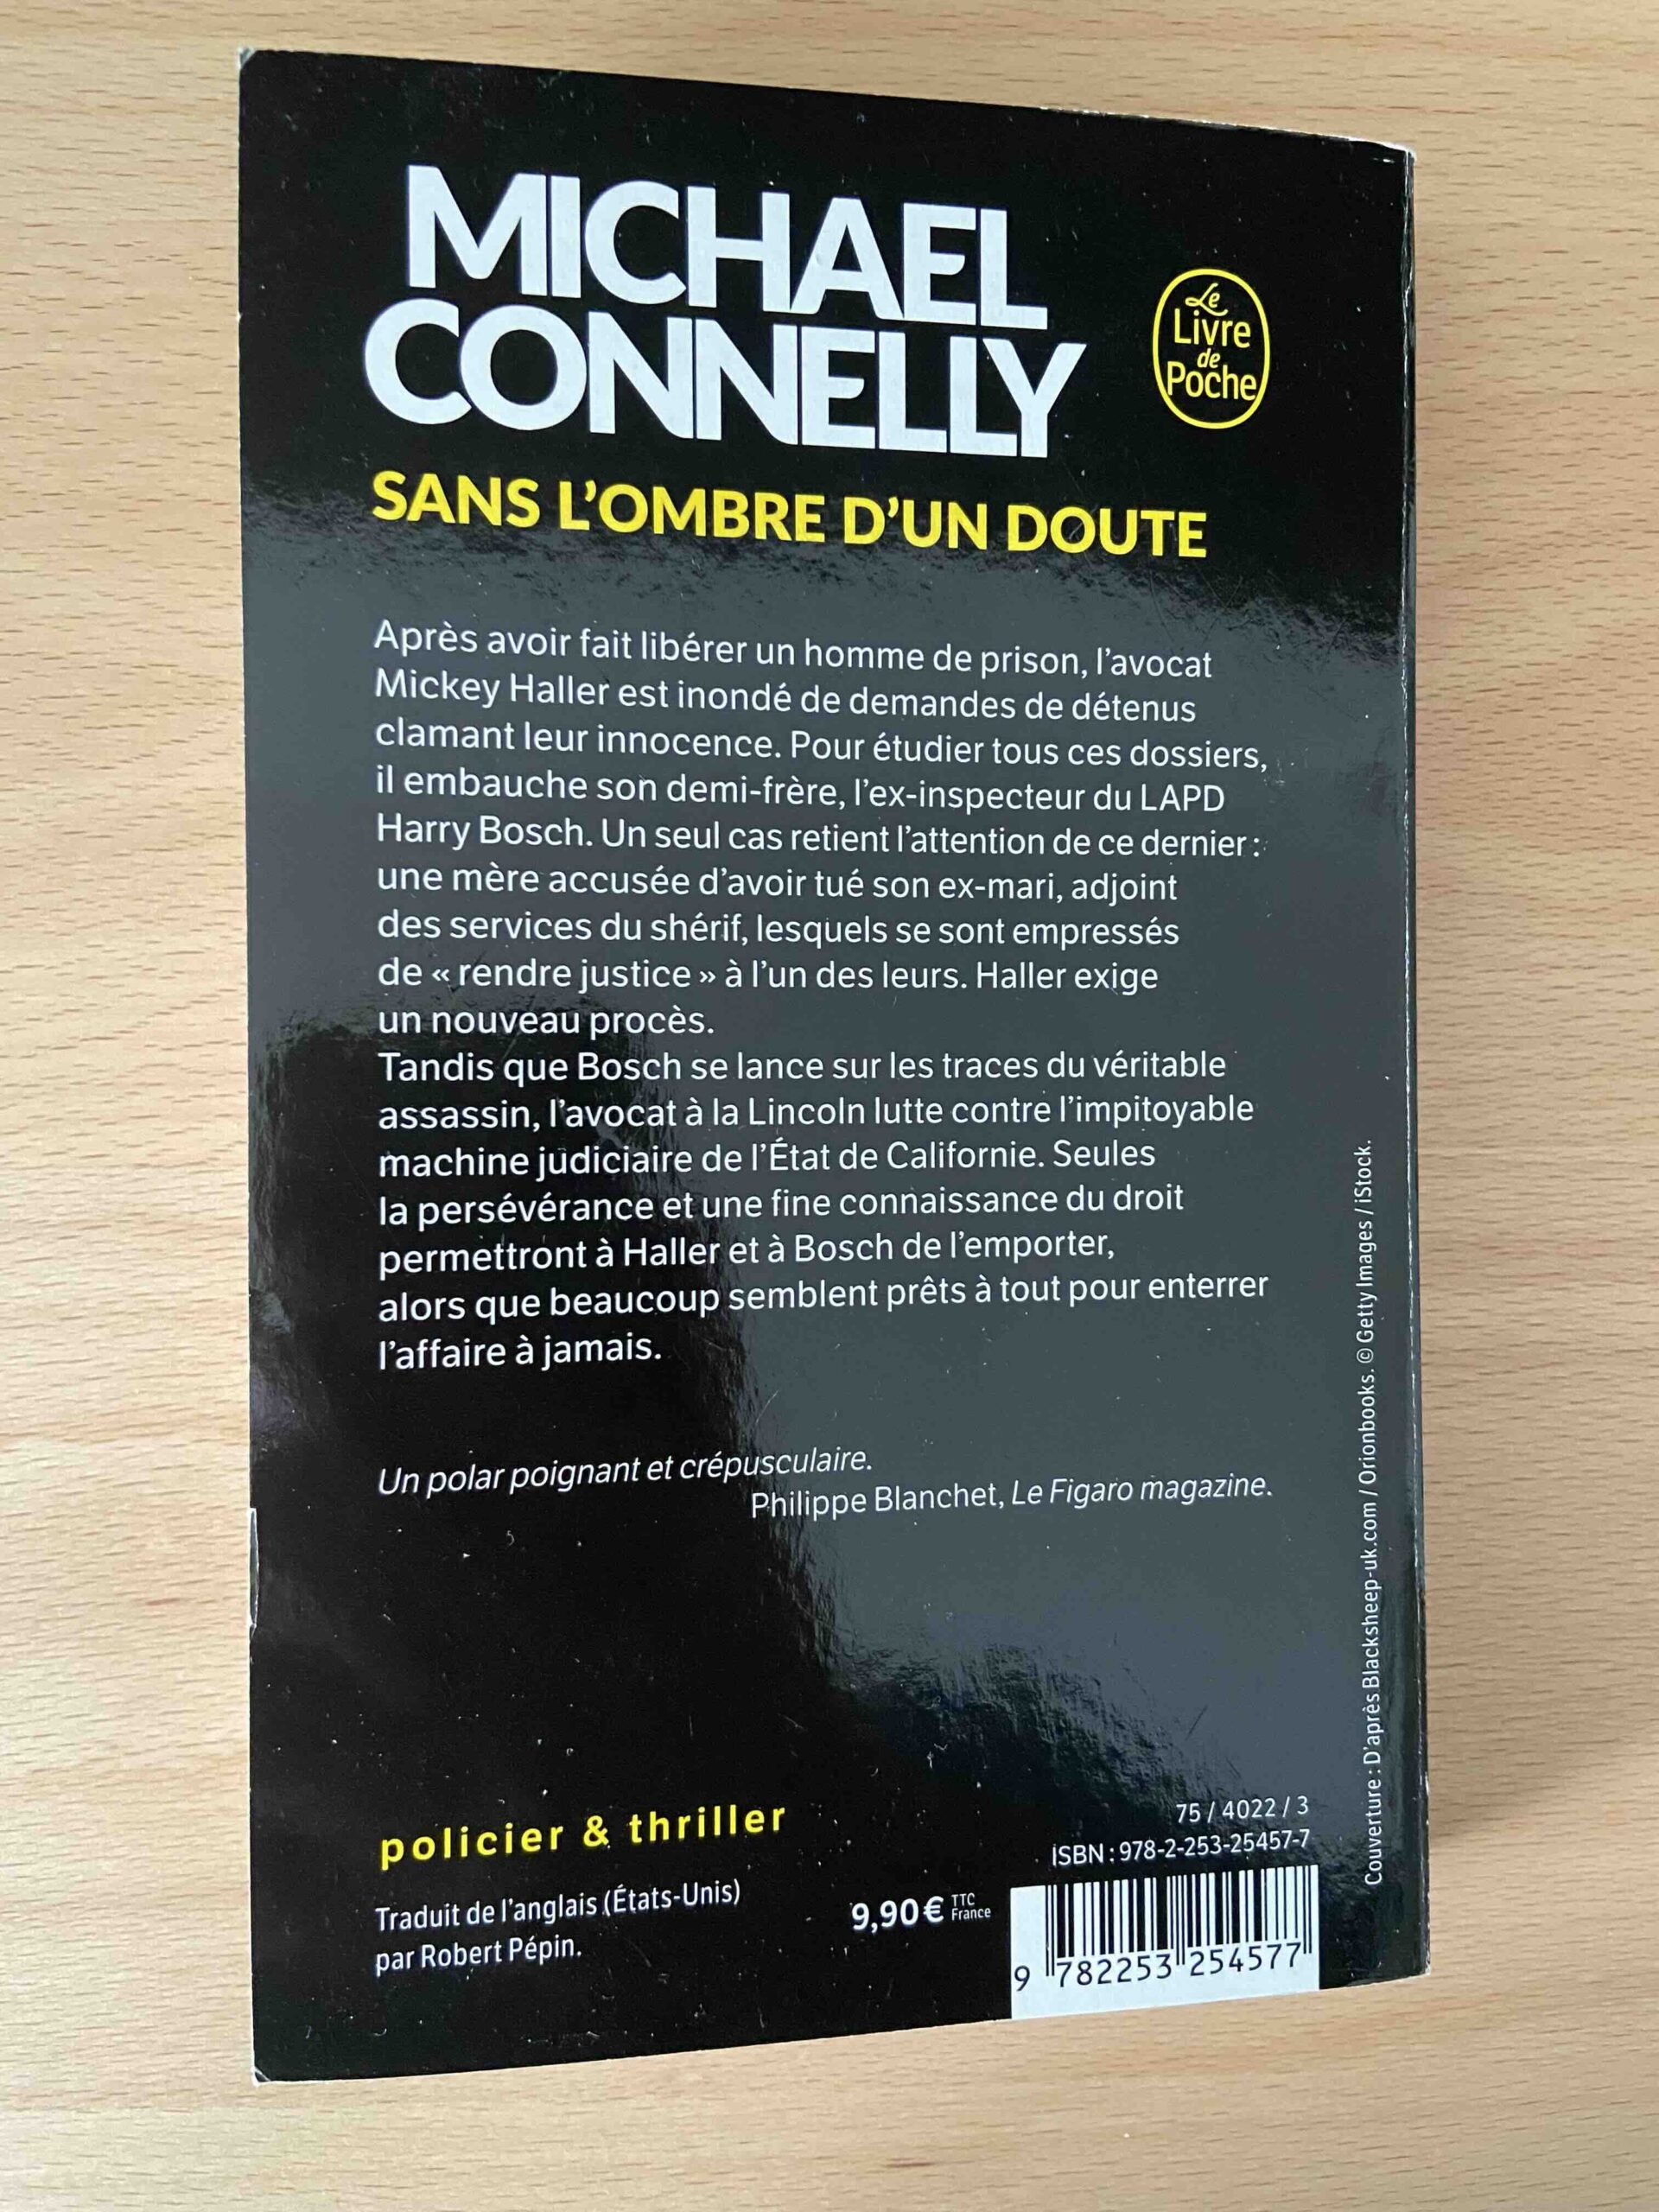 MICHAEL
CONNELLY
Le
Livre
de
Poche
SANS L'OMBRE D'UN DOUTE
Après avoir fait libérer un homme de prison, l'avocat
Mickey Haller est inondé de demandes de détenus
clamant leur innocence. Pour étudier tous ces dossiers,
il embauche son demi-frère, l'ex-inspecteur du LAPD
Harry Bosch. Un seul cas retient l'attention de ce dernier :
une mère accusée d'avoir tué son ex-mari, adjoint
des services du shérif, lesquels se sont empressés
de « rendre justice » à l'un des leurs. Haller exige
un nouveau procès.
Tandis que Bosch se lance sur les traces du véritable
assassin, l'avocat à la Lincoln lutte contre l'impitoyable
machine judiciaire de l'État de Californie. Seules
la persévérance et une fine connaissance du droit
permettront à Haller et à Bosch de l'emporter,
alors que beaucoup semblent prêts à tout pour enterrer
l'affaire à jamais.
Un polar poignant et crépusculaire.
Philippe Blanchet, Le Figaro magazine.
policier & thriller
Traduit de l'anglais (États-Unis)
par Robert Pépin.
9,90 € TTC
France
75 / 4022 / 3
ISBN : 978-2-253-25457-7
9 782253 254577
Couverture : D'après Blacksheep-uk.com / Orionbooks. © Getty Images / iStock.